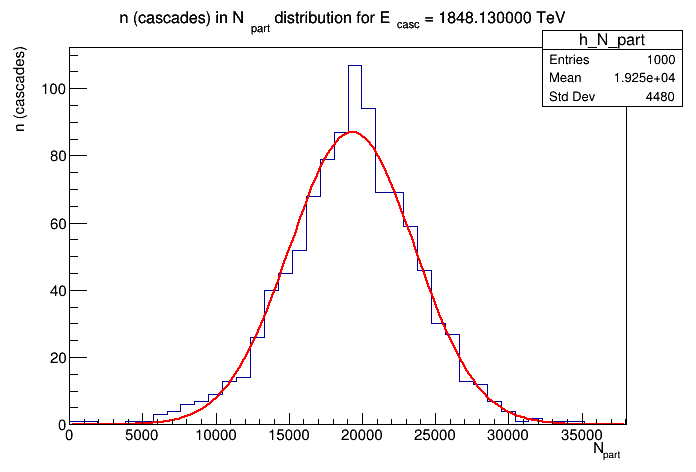 n (cascades) in N part distribution for E casc = 1848.130000 TeV
h_N_part
Entries 1000
Mean 1.925e+04
Std Dev 4480
n (cascades)
100
80
60
40
20
0
0 5000 10000 15000 20000 25000 30000 35000
N part